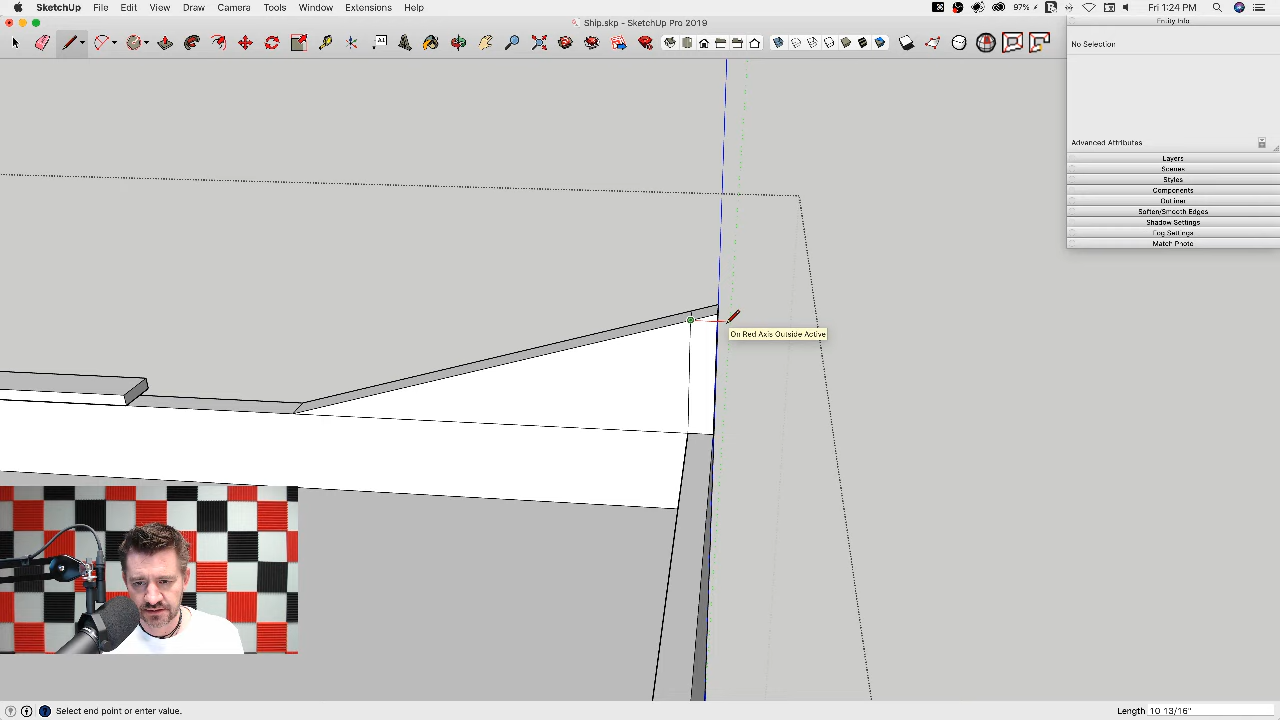 SketchUp File Edit View Draw Camera Tools Window Extensions Help 97% Fri 1:24 PM
Ship.skp - SketchUp Pro 2019
Entity Info
No Selection
Advanced Attributes
Layers
Scenes
Styles
Components
Outliner
Soften/Smooth Edges
Shadow Settings
Fog Settings
Match Photo
On Red Axis Outside Active
Select end point or enter value.
Length 10 13/16"